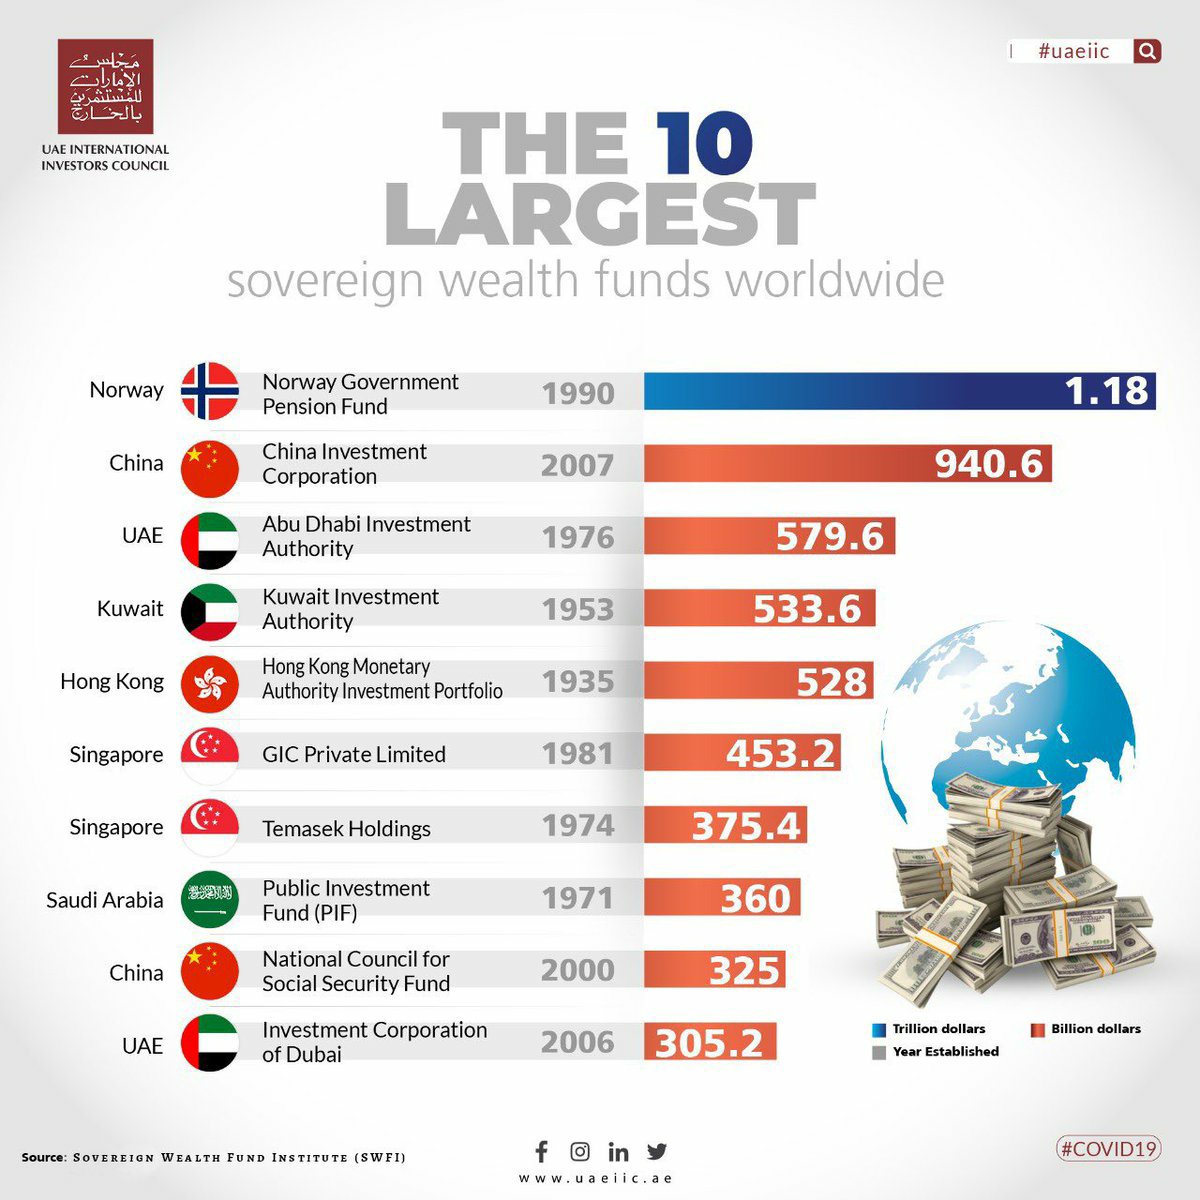 مجلس
الإمارات
للمستثمرين
بالخارج
UAE INTERNATIONAL
INVESTORS COUNCIL
#uaeiic
THE 10
LARGEST
sovereign wealth funds worldwide
Norway
Norway Government
Pension Fund
1990
1.18
China
China Investment
Corporation
2007
940.6
UAE
Abu Dhabi Investment
Authority
1976
579.6
Kuwait
Kuwait Investment
Authority
1953
533.6
Hong Kong
Hong Kong Monetary
Authority Investment Portfolio
1935
528
Singapore
GIC Private Limited
1981
453.2
Singapore
Temasek Holdings
1974
375.4
Saudi Arabia
Public Investment
Fund (PIF)
1971
360
China
National Council for
Social Security Fund
2000
325
UAE
Investment Corporation
of Dubai
2006
305.2
Trillion dollars
Billion dollars
Year Established
Source: SOVEREIGN WEALTH FUND INSTITUTE (SWFI)
www.uaeiic.ae
#COVID19